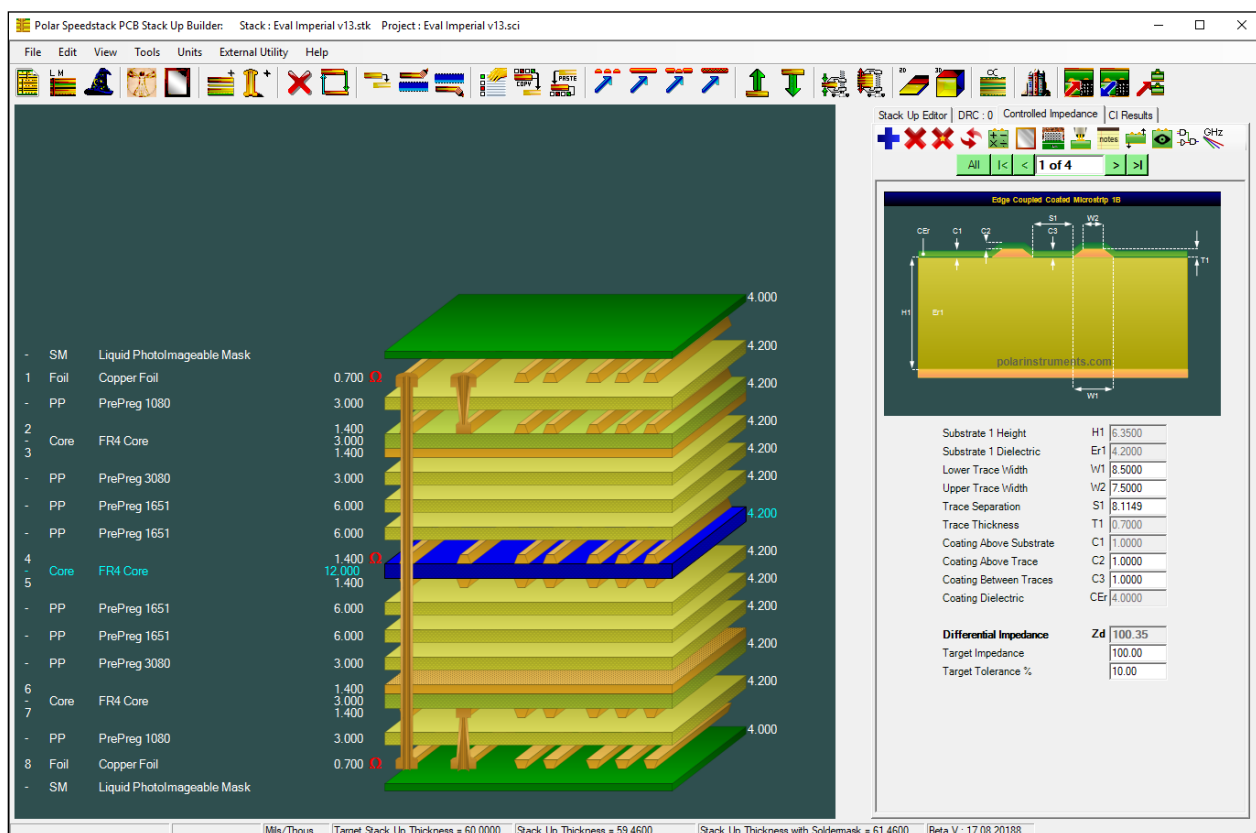 Polar Speedstack PCB Stack Up Builder: Stack : Eval Imperial v13.stk Project : Eval Imperial v13.sci
File Edit View Tools Units External Utility Help
L M
COPY
PASTE
2D
3D
Stack Up Editor DRC : 0 Controlled Impedance CI Results
notes
GHz
All |< < 1 of 4 > >|
Edge Coupled Coated Microstrip 1B
S1
W2
CEr
C1
C2
C3
T1
H1
Er1
polarinstruments.com
W1
4.000
- SM Liquid PhotoImageable Mask
4.200
1 Foil Copper Foil 0.700 Ω
4.200
- PP PrePreg 1080 3.000
4.200
2 1.400
- Core FR4 Core 3.000
3 1.400
4.200
- PP PrePreg 3080 3.000
4.200
- PP PrePreg 1651 6.000
4.200
- PP PrePreg 1651 6.000
4.200
4 1.400 Ω
- Core FR4 Core 12.000
5 1.400
4.200
- PP PrePreg 1651 6.000
4.200
- PP PrePreg 1651 6.000
4.200
- PP PrePreg 3080 3.000
4.200
6 1.400
- Core FR4 Core 3.000
7 1.400
4.200
- PP PrePreg 1080 3.000
4.000
8 Foil Copper Foil 0.700 Ω
- SM Liquid PhotoImageable Mask
Substrate 1 Height H1 6.3500
Substrate 1 Dielectric Er1 4.2000
Lower Trace Width W1 8.5000
Upper Trace Width W2 7.5000
Trace Separation S1 8.1149
Trace Thickness T1 0.7000
Coating Above Substrate C1 1.0000
Coating Above Trace C2 1.0000
Coating Between Traces C3 1.0000
Coating Dielectric CEr 4.0000
Differential Impedance Zd 100.35
Target Impedance 100.00
Target Tolerance % 10.00
Mils/Thous Target Stack Up Thickness = 60.0000 Stack Up Thickness = 59.4600 Stack Up Thickness with Soldermask = 61.4600 Beta V : 17.08.20188